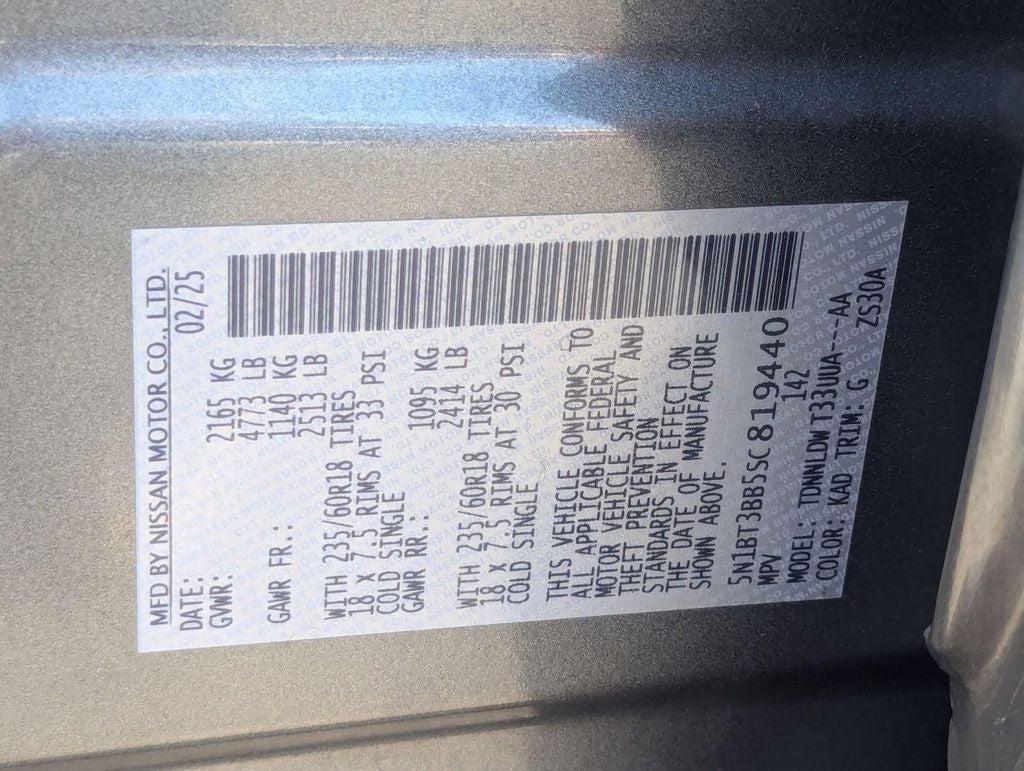 MFD BY NISSAN MOTOR CO., LTD.
DATE: 02/25
GVWR: 2165 KG
4773 LB
GAWR FR.: 1140 KG
2513 LB
WITH 235/60R18 TIRES
18 X 7.5 RIMS AT 33 PSI
COLD SINGLE
GAWR RR.: 1095 KG
2414 LB
WITH 235/60R18 TIRES
18 X 7.5 RIMS AT 30 PSI
COLD SINGLE
THIS VEHICLE CONFORMS TO
ALL APPLICABLE FEDERAL
MOTOR VEHICLE SAFETY AND
THEFT PREVENTION
STANDARDS IN EFFECT ON
THE DATE OF MANUFACTURE
SHOWN ABOVE.
5N1BT3BB5SC819440
MPV 142
MODEL: TDNNLDW T33UUA---AA
COLOR: KAD TRIM: G ZS30A